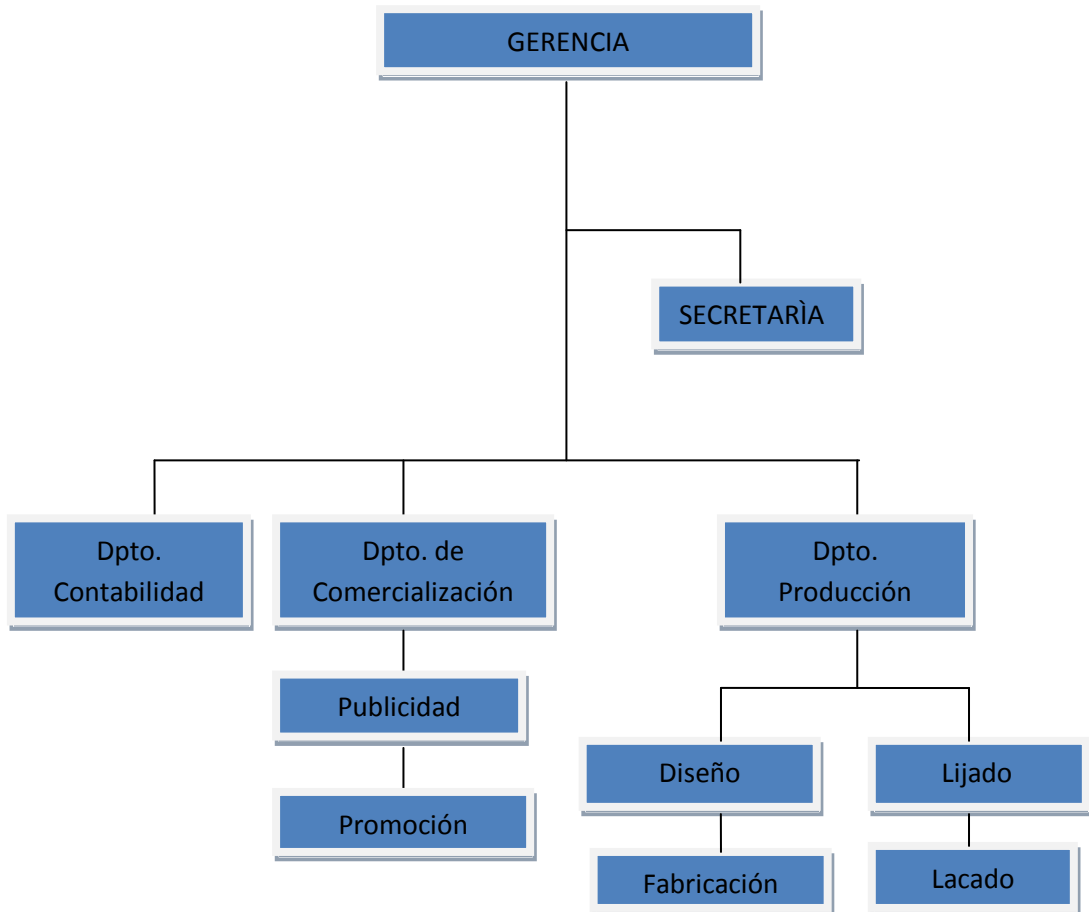 GERENCIA
SECRETARÌA
Dpto.
Contabilidad
Dpto. de
Comercialización
Dpto.
Producción
Publicidad
Promoción
Diseño
Lijado
Fabricación
Lacado